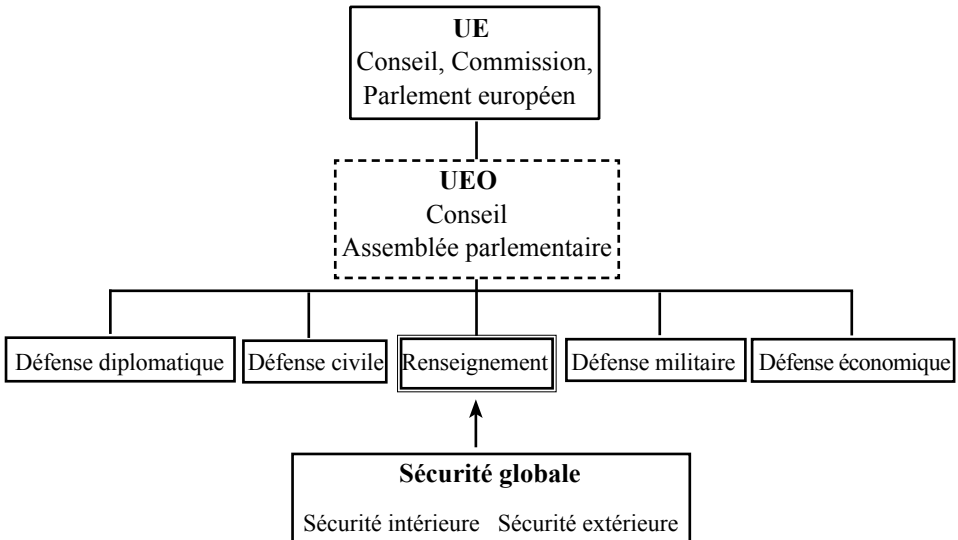 UE
Conseil, Commission,
Parlement européen
UEO
Conseil
Assemblée parlementaire
Défense diplomatique
Défense civile
Renseignement
Défense militaire
Défense économique
Sécurité globale
Sécurité intérieure Sécurité extérieure